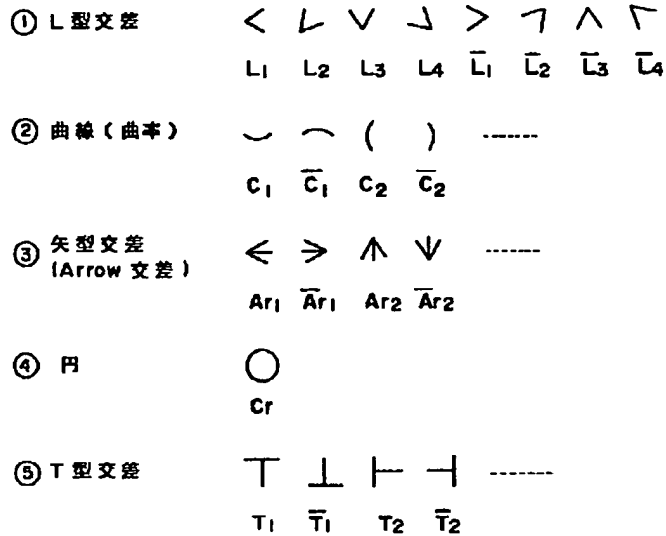 ① L型交差
L₁ L₂ L₃ L₄ L̅₁ L̅₂ L̅₃ L̅₄
② 曲線(曲率)
C₁ C̅₁ C₂ C̅₂
③ 矢型交差
(Arrow 交差)
Ar₁ A̅r₁ Ar₂ A̅r₂
④ 円
Cr
⑤ T型交差
T₁ T̅₁ T₂ T̅₂